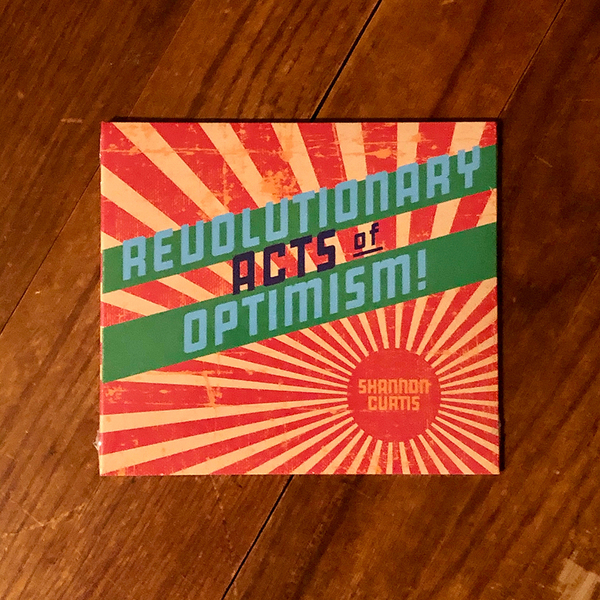 REVOLUTIONARY
ACTS of
OPTIMISM!
SHANNON
CURTIS